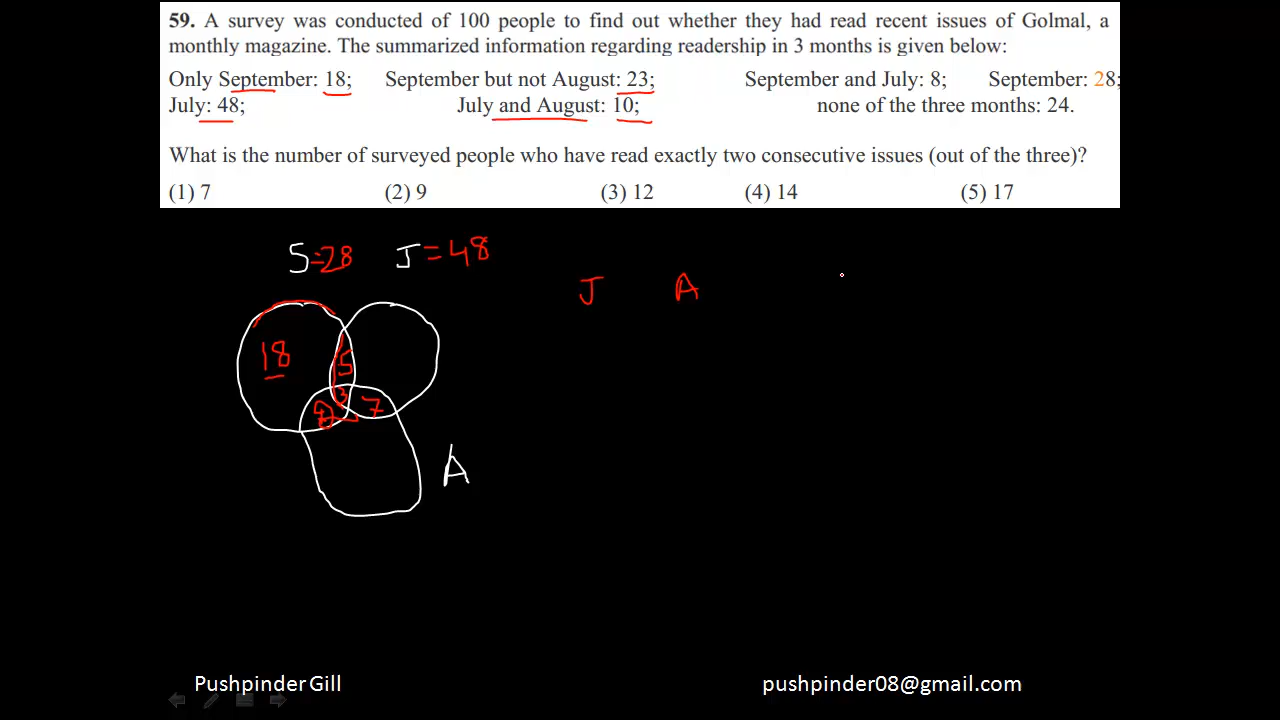 59. A survey was conducted of 100 people to find out whether they had read recent issues of Golmal, a
monthly magazine. The summarized information regarding readership in 3 months is given below:
Only September: 18; September but not August: 23; September and July: 8; September: 28;
July: 48; July and August: 10; none of the three months: 24.
What is the number of surveyed people who have read exactly two consecutive issues (out of the three)?
(1) 7 (2) 9 (3) 12 (4) 14 (5) 17
S=28 J=48
J A
18 5
3
7
A
Pushpinder Gill pushpinder08@gmail.com